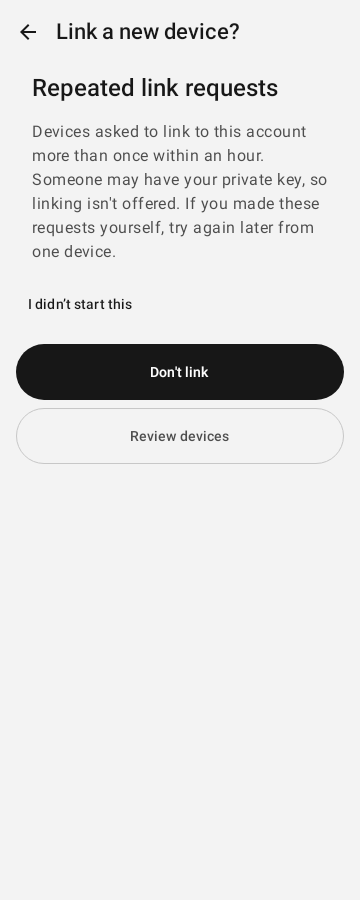 Link a new device?
Repeated link requests
Devices asked to link to this account
more than once within an hour.
Someone may have your private key, so
linking isn't offered. If you made these
requests yourself, try again later from
one device.
I didn’t start this
Don't link
Review devices